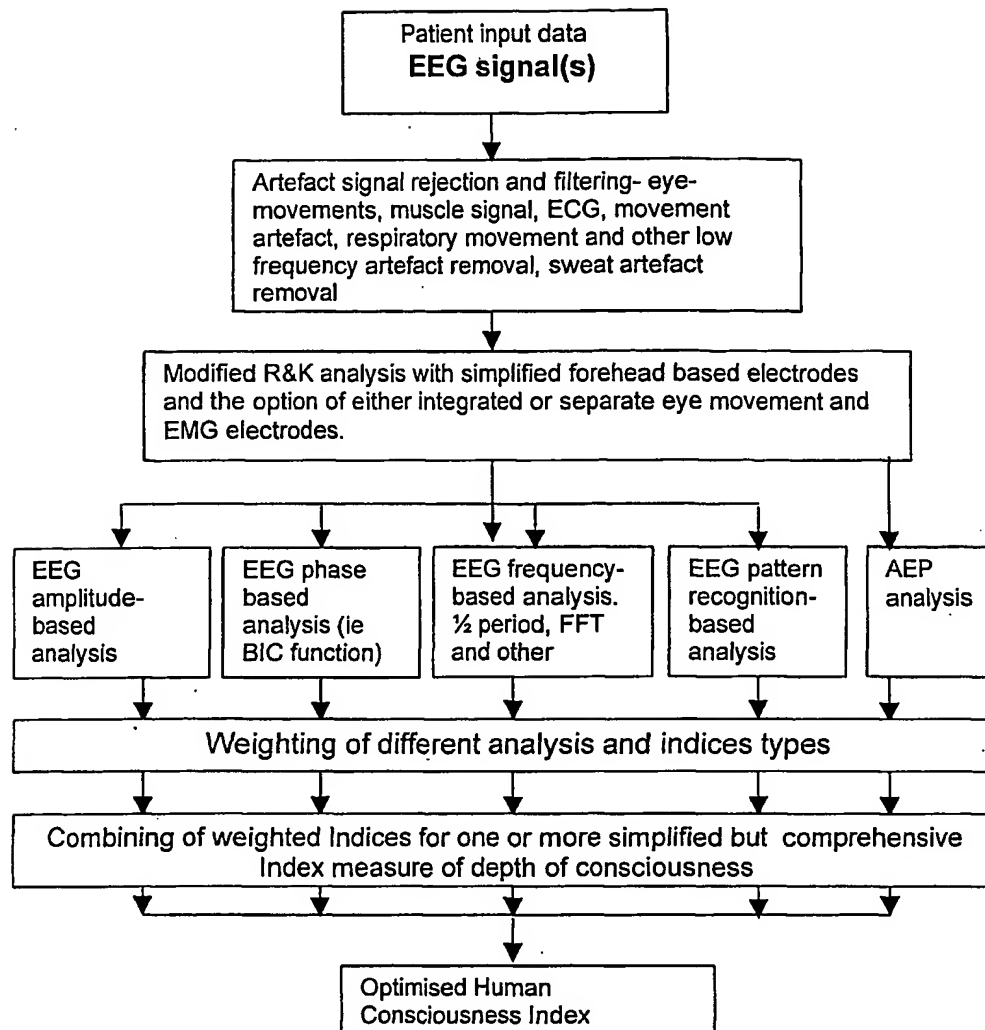 Patient input data
EEG signal(s)
Artefact signal rejection and filtering- eye-
movements, muscle signal, ECG, movement
artefact, respiratory movement and other low
frequency artefact removal, sweat artefact
removal
Modified R&K analysis with simplified forehead based electrodes
and the option of either integrated or separate eye movement and
EMG electrodes.
EEG
amplitude-
based
analysis
EEG phase
based
analysis (ie
BIC function)
EEG frequency-
based analysis.
½ period, FFT
and other
EEG pattern
recognition-
based
analysis
AEP
analysis
Weighting of different analysis and indices types
Combining of weighted Indices for one or more simplified but comprehensive
Index measure of depth of consciousness
Optimised Human
Consciousness Index